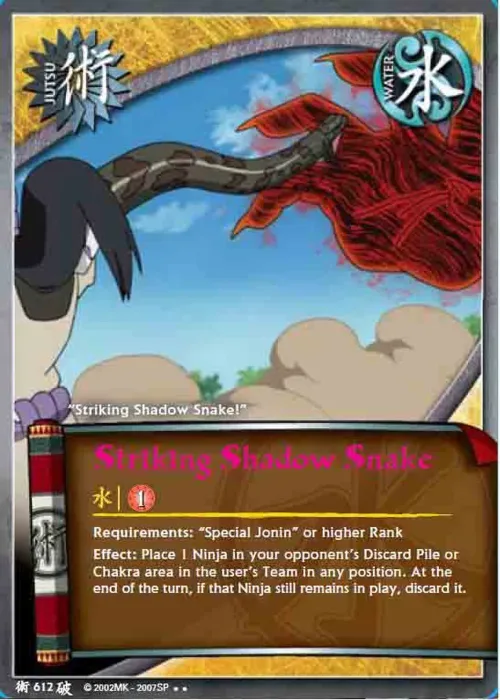 JUTSU 術
WATER 水
"Striking Shadow Snake!"
Striking Shadow Snake
水 | 1
術
Requirements: "Special Jonin" or higher Rank
Effect: Place 1 Ninja in your opponent's Discard Pile or
Chakra area in the user's Team in any position. At the
end of the turn, if that Ninja still remains in play, discard it.
術 612 破 © 2002MK - 2007SP ★★